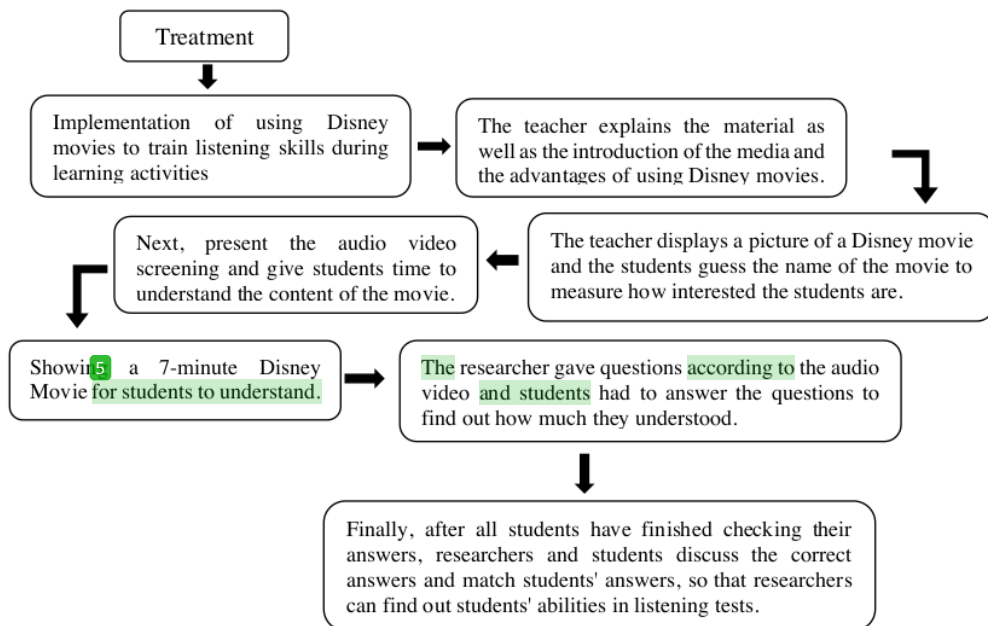 Treatment
Implementation of using Disney
movies to train listening skills during
learning activities
The teacher explains the material as
well as the introduction of the media and
the advantages of using Disney movies.
The teacher displays a picture of a Disney movie
and the students guess the name of the movie to
measure how interested the students are.
Next, present the audio video
screening and give students time to
understand the content of the movie.
Showing 5 a 7-minute Disney
Movie for students to understand.
The researcher gave questions according to the audio
video and students had to answer the questions to
find out how much they understood.
Finally, after all students have finished checking their
answers, researchers and students discuss the correct
answers and match students' answers, so that researchers
can find out students' abilities in listening tests.